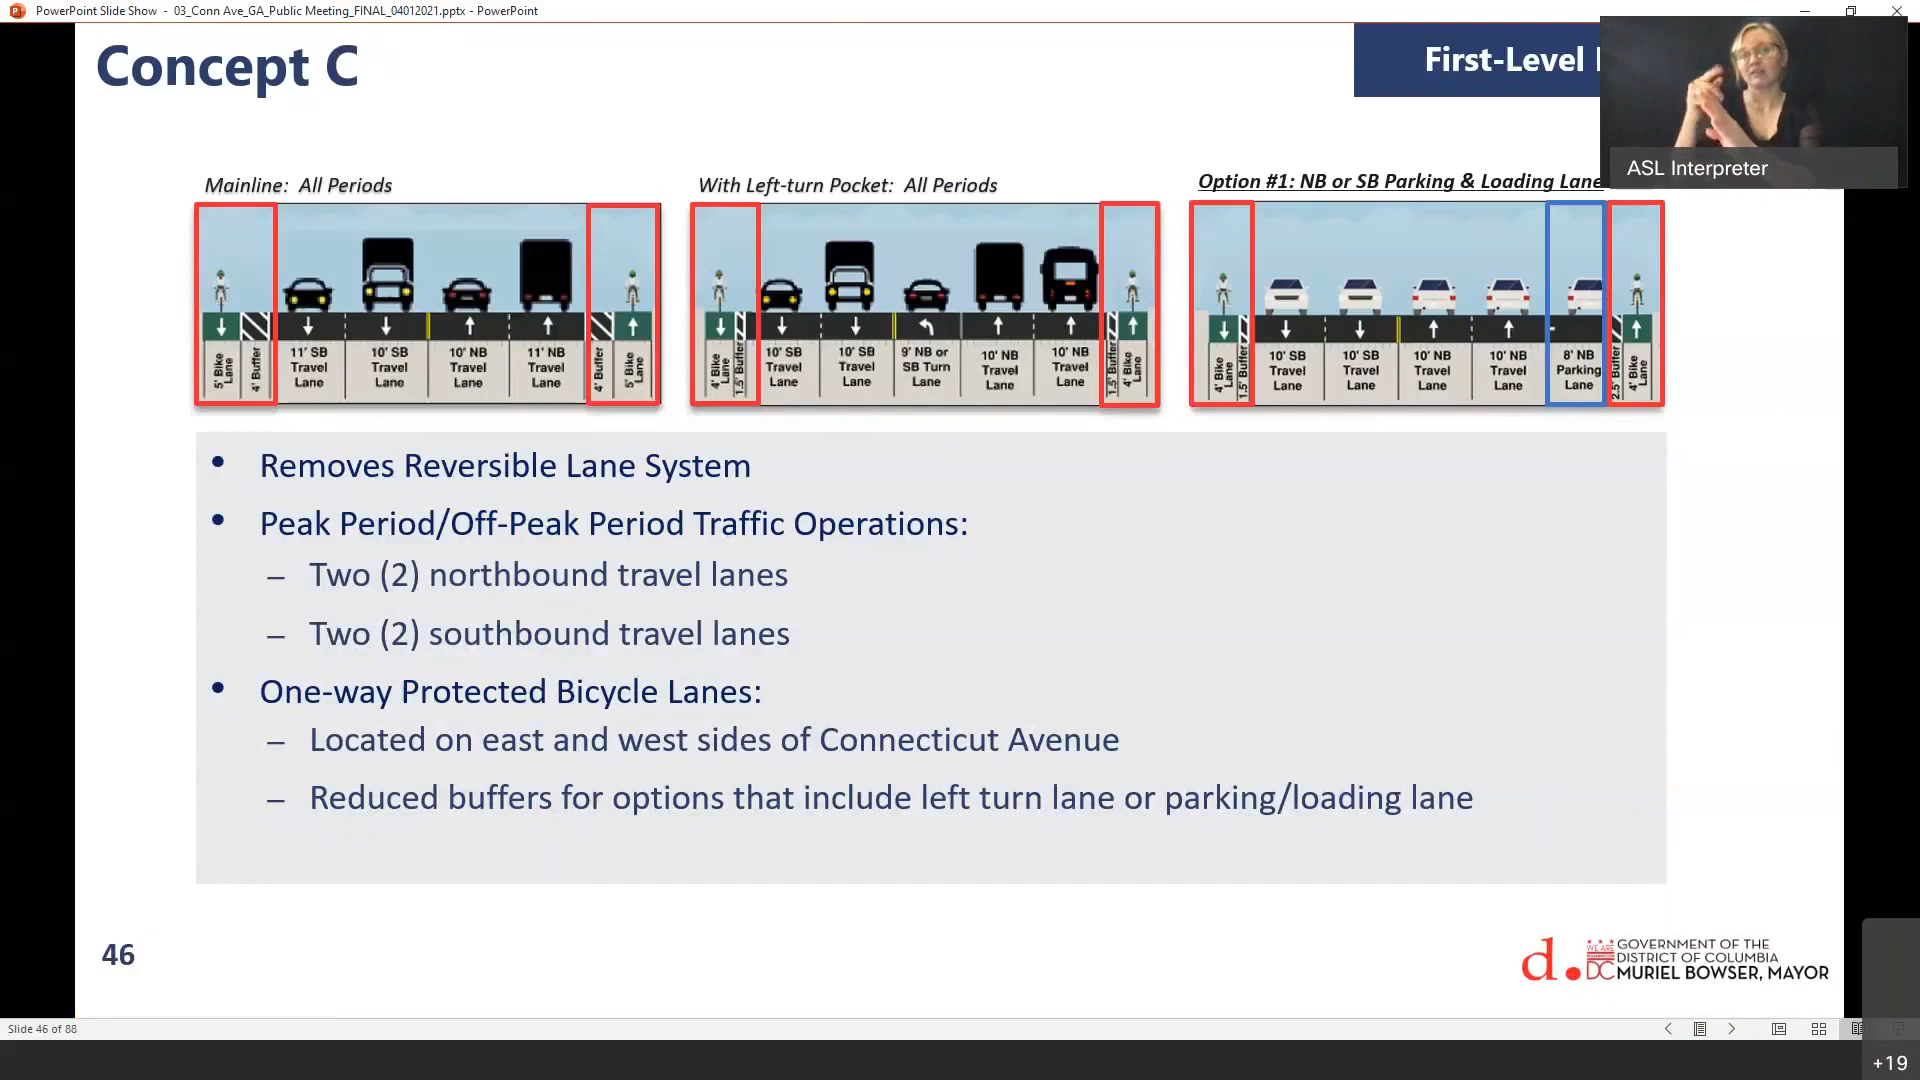 PowerPoint Slide Show - 03_Conn Ave_GA_Public Meeting_FINAL_04012021.pptx - PowerPoint
Concept C
First-Level
ASL Interpreter
Mainline: All Periods
5' Bike Lane
4' Buffer
11' SB Travel Lane
10' SB Travel Lane
10' NB Travel Lane
11' NB Travel Lane
4' Buffer
5' Bike Lane
With Left-turn Pocket: All Periods
4' Bike Lane
1.5' Buffer
10' SB Travel Lane
10' SB Travel Lane
9' NB or SB Turn Lane
10' NB Travel Lane
10' NB Travel Lane
1.5' Buffer
4' Bike Lane
Option #1: NB or SB Parking & Loading Lane
4' Bike Lane
1.5' Buffer
10' SB Travel Lane
10' SB Travel Lane
10' NB Travel Lane
10' NB Travel Lane
8' NB Parking Lane
2.5' Buffer
4' Bike Lane
• Removes Reversible Lane System
• Peak Period/Off-Peak Period Traffic Operations:
– Two (2) northbound travel lanes
– Two (2) southbound travel lanes
• One-way Protected Bicycle Lanes:
– Located on east and west sides of Connecticut Avenue
– Reduced buffers for options that include left turn lane or parking/loading lane
46
d.
WE ARE
WASHINGTON
DC
GOVERNMENT OF THE
DISTRICT OF COLUMBIA
MURIEL BOWSER, MAYOR
Slide 46 of 88
+19